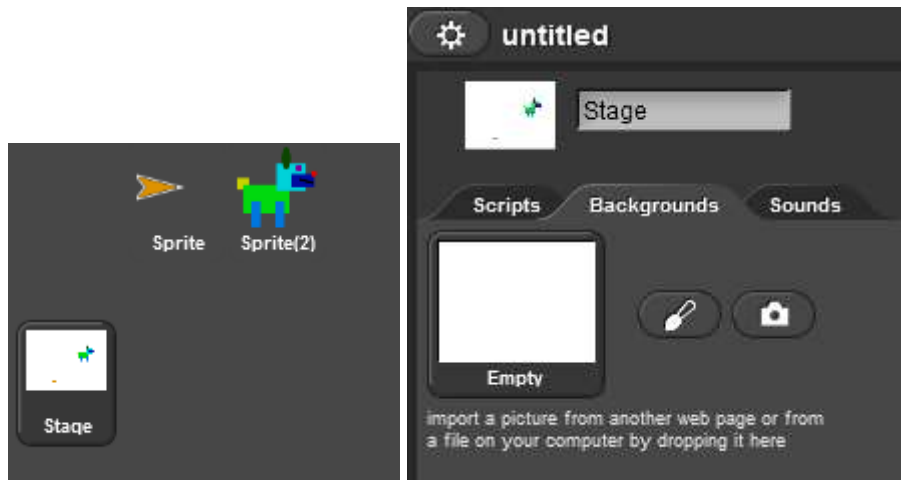 Sprite Sprite(2)
Stage
untitled
Stage
Scripts Backgrounds Sounds
Empty
import a picture from another web page or from
a file on your computer by dropping it here